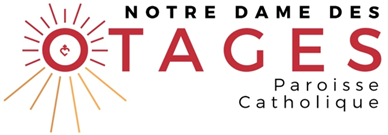 NOTRE DAME DES
OTAGES
Paroisse
Catholique